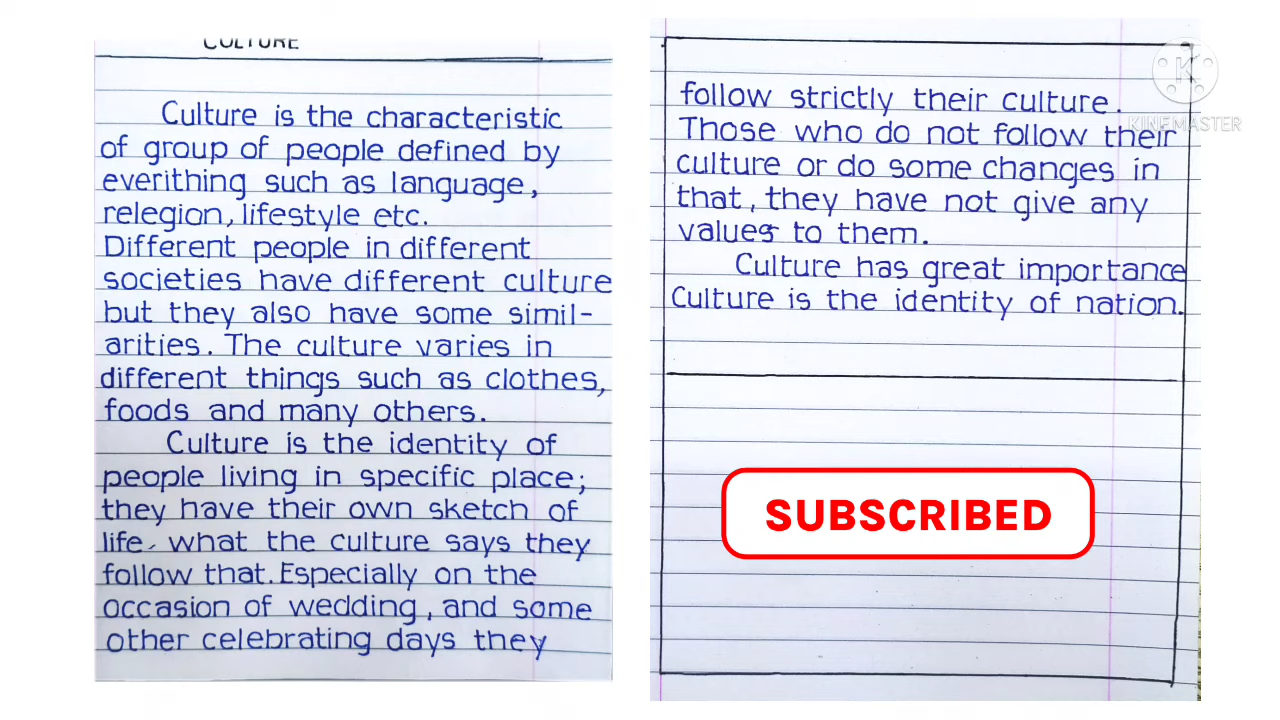 CULTURE
Culture is the characteristic
of group of people defined by
everithing such as language,
relegion, lifestyle etc.
Different people in different
societies have different culture
but they also have some simil-
arities. The culture varies in
different things such as clothes,
foods and many others.
Culture is the identity of
people living in specific place;
they have their own sketch of
life, what the culture says they
follow that. Especially on the
occasion of wedding, and some
other celebrating days they
follow strictly their culture.
Those who do not follow their
culture or do some changes in
that, they have not give any
values to them.
Culture has great importance
Culture is the identity of nation.
SUBSCRIBED
K
KINEMASTER